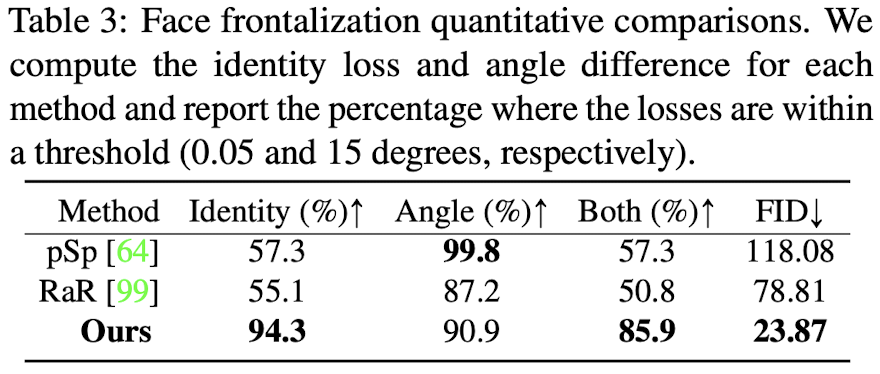 Table 3: Face frontalization quantitative comparisons. We
compute the identity loss and angle difference for each
method and report the percentage where the losses are within
a threshold (0.05 and 15 degrees, respectively).
Method Identity (%)↑ Angle (%)↑ Both (%)↑ FID↓
pSp [64] 57.3 99.8 57.3 118.08
RaR [99] 55.1 87.2 50.8 78.81
Ours 94.3 90.9 85.9 23.87